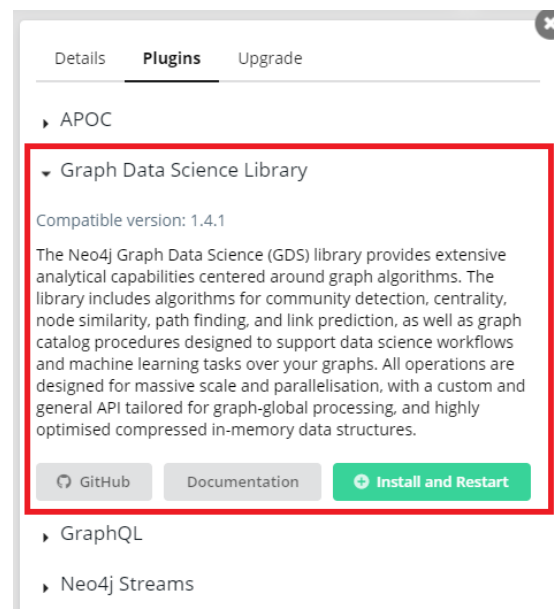 Details Plugins Upgrade
APOC
Graph Data Science Library
Compatible version: 1.4.1
The Neo4j Graph Data Science (GDS) library provides extensive
analytical capabilities centered around graph algorithms. The
library includes algorithms for community detection, centrality,
node similarity, path finding, and link prediction, as well as graph
catalog procedures designed to support data science workflows
and machine learning tasks over your graphs. All operations are
designed for massive scale and parallelisation, with a custom and
general API tailored for graph-global processing, and highly
optimised compressed in-memory data structures.
GitHub Documentation Install and Restart
GraphQL
Neo4j Streams